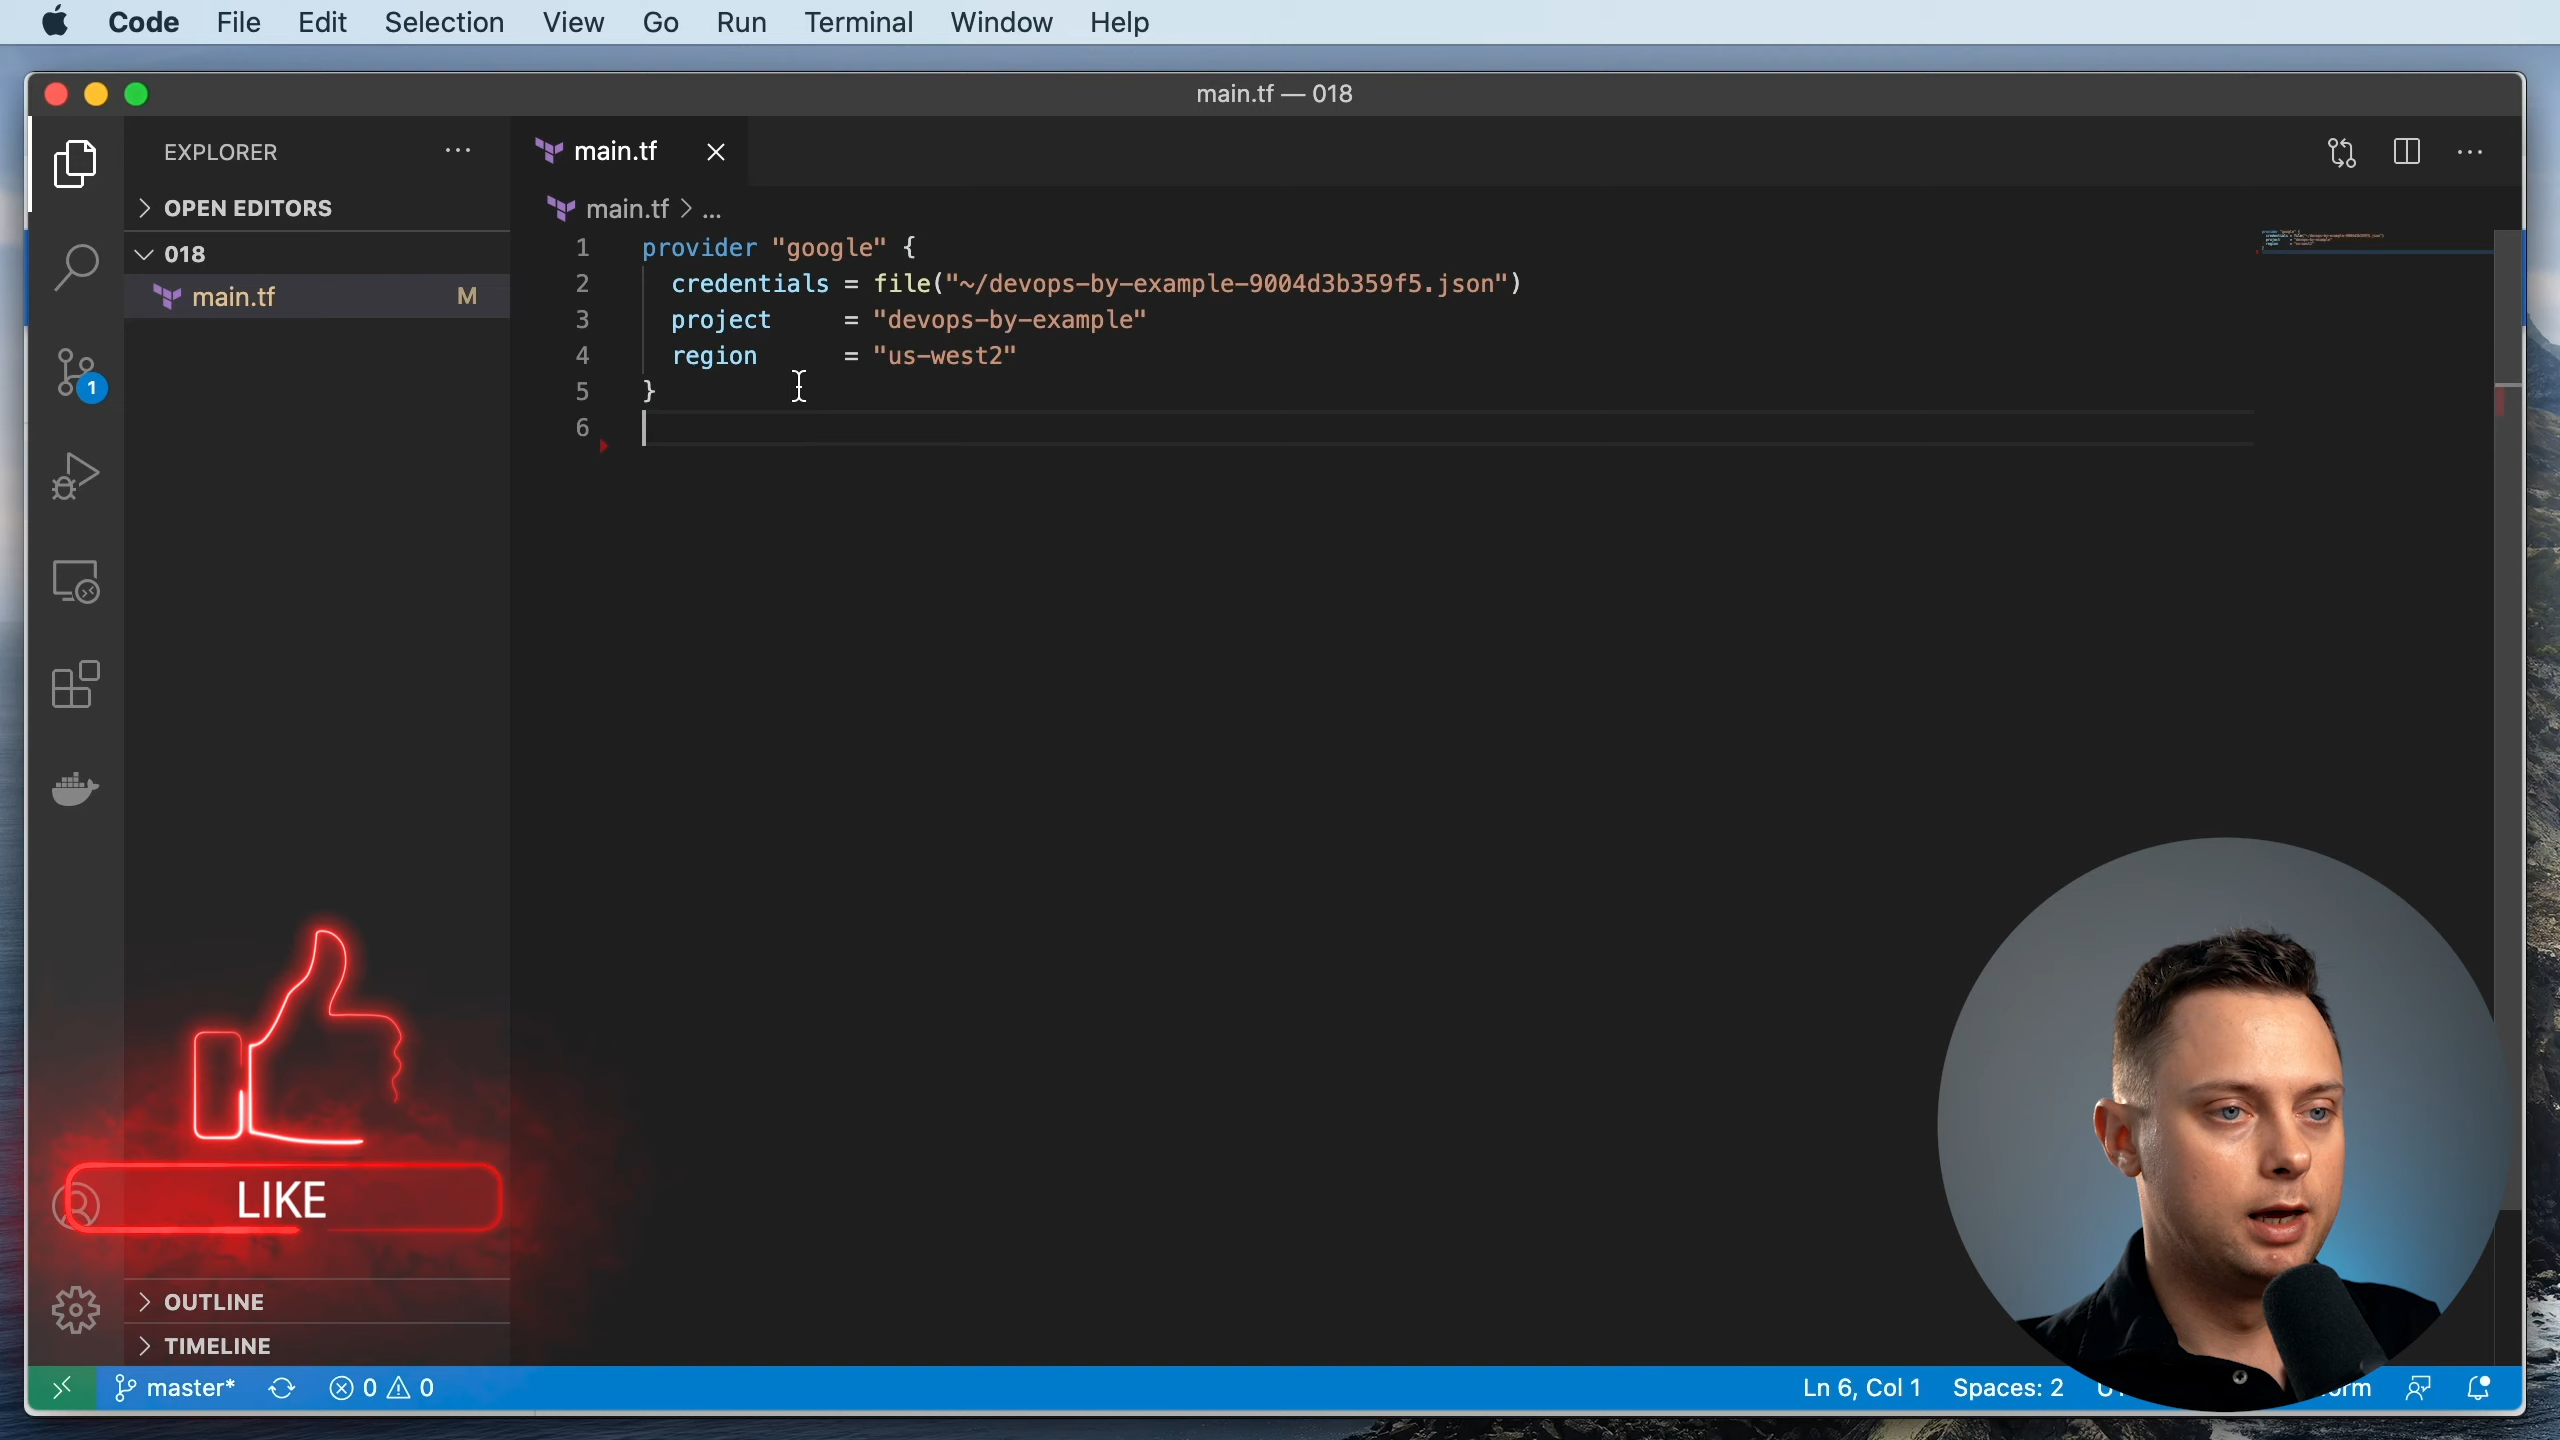 Code File Edit Selection View Go Run Terminal Window Help
main.tf — 018
EXPLORER
main.tf
OPEN EDITORS
main.tf > ...
018
main.tf M
1 provider "google" {
2 credentials = file("~/devops-by-example-9004d3b359f5.json")
3 project = "devops-by-example"
4 region = "us-west2"
5 }
6
1
LIKE
OUTLINE
TIMELINE
master* 0 0 Ln 6, Col 1 Spaces: 2